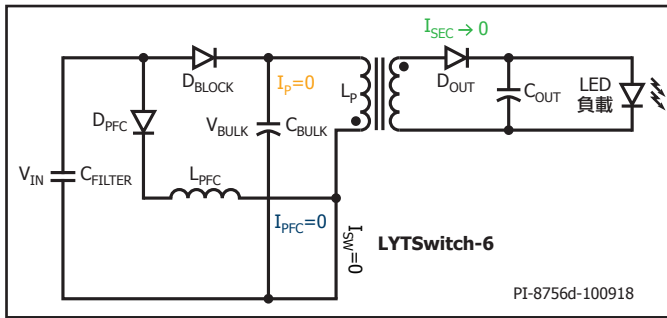 I_SEC → 0
D_BLOCK
I_P=0
L_P
D_OUT
C_OUT
LED
負載
D_PFC
V_BULK
C_BULK
V_IN
C_FILTER
L_PFC
I_PFC=0
I_SW=0
LYTSwitch-6
PI-8756d-100918